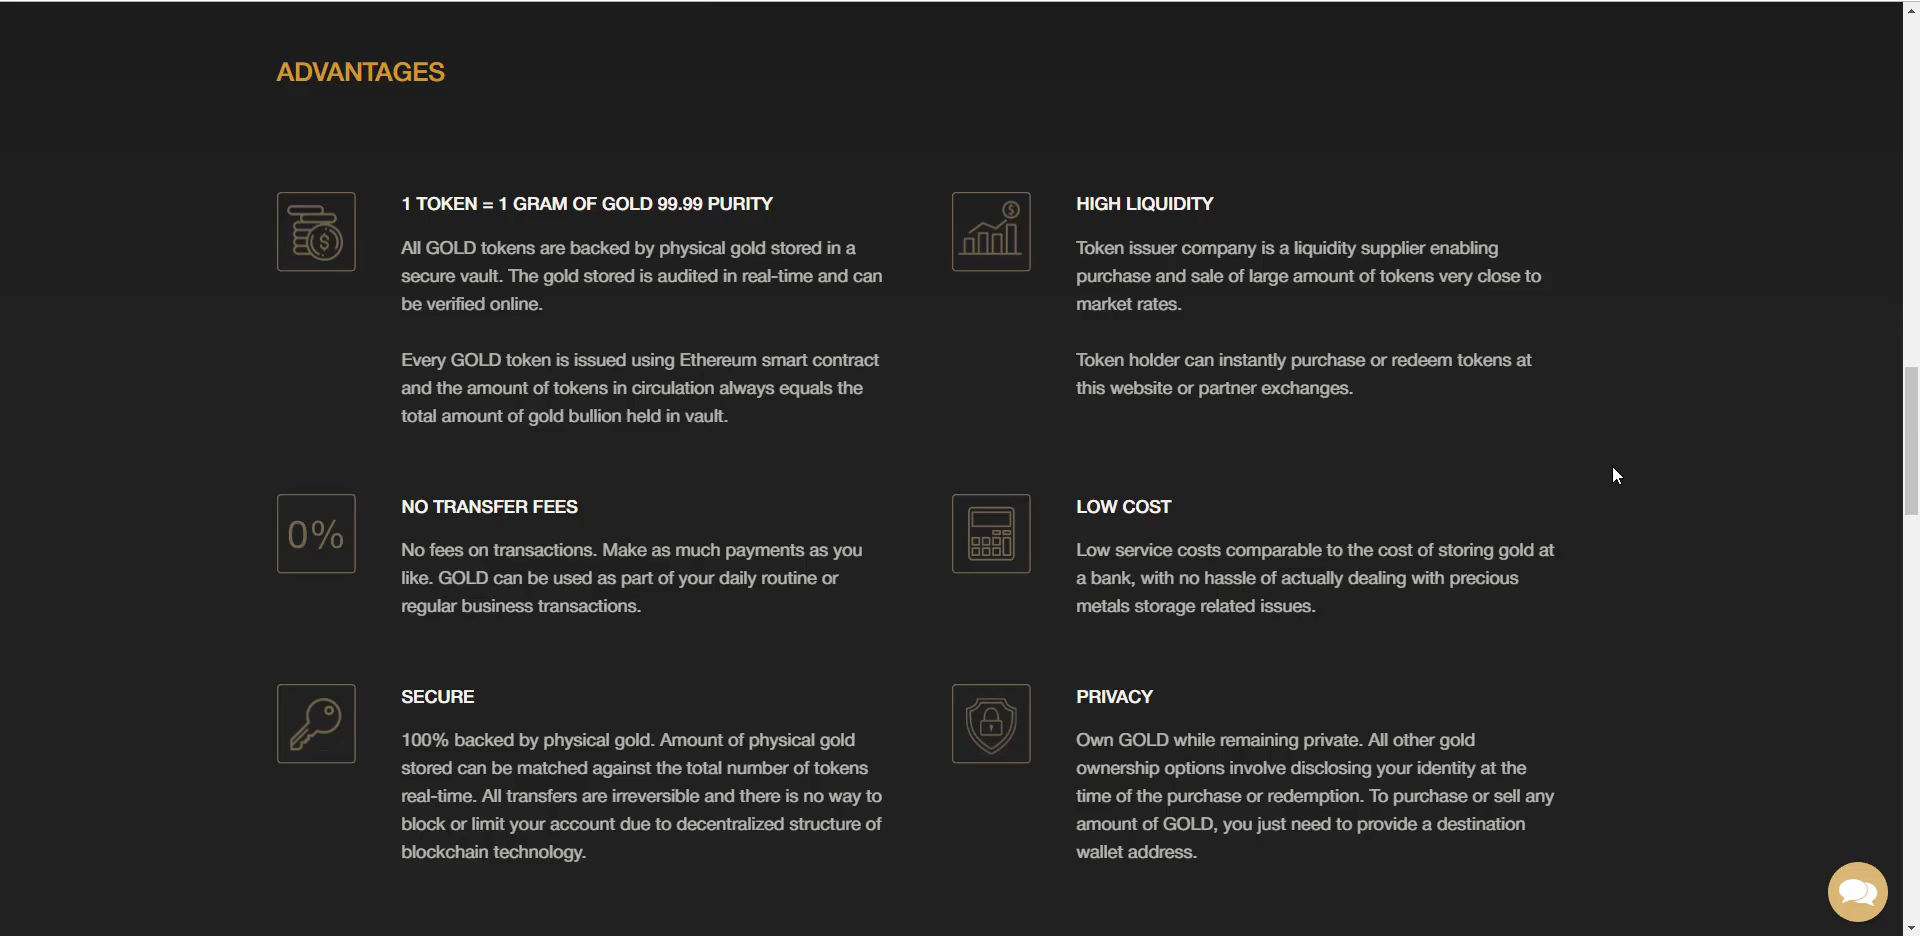 ADVANTAGES
1 TOKEN = 1 GRAM OF GOLD 99.99 PURITY
All GOLD tokens are backed by physical gold stored in a
secure vault. The gold stored is audited in real-time and can
be verified online.
Every GOLD token is issued using Ethereum smart contract
and the amount of tokens in circulation always equals the
total amount of gold bullion held in vault.
HIGH LIQUIDITY
Token issuer company is a liquidity supplier enabling
purchase and sale of large amount of tokens very close to
market rates.
Token holder can instantly purchase or redeem tokens at
this website or partner exchanges.
0%
NO TRANSFER FEES
No fees on transactions. Make as much payments as you
like. GOLD can be used as part of your daily routine or
regular business transactions.
LOW COST
Low service costs comparable to the cost of storing gold at
a bank, with no hassle of actually dealing with precious
metals storage related issues.
SECURE
100% backed by physical gold. Amount of physical gold
stored can be matched against the total number of tokens
real-time. All transfers are irreversible and there is no way to
block or limit your account due to decentralized structure of
blockchain technology.
PRIVACY
Own GOLD while remaining private. All other gold
ownership options involve disclosing your identity at the
time of the purchase or redemption. To purchase or sell any
amount of GOLD, you just need to provide a destination
wallet address.